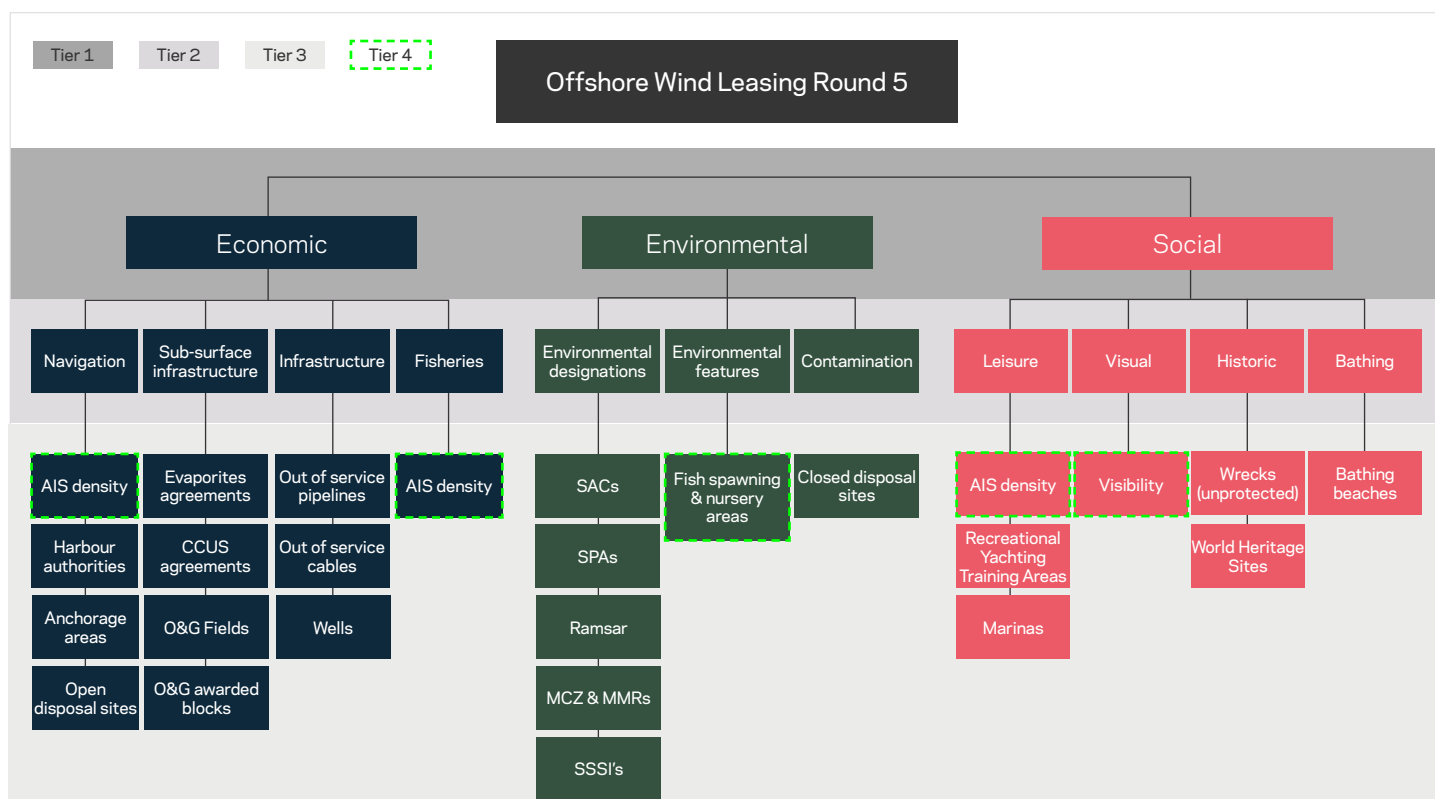 Tier 1
Tier 2
Tier 3
Tier 4
Offshore Wind Leasing Round 5
Economic
Environmental
Social
Navigation
Sub-surface
infrastructure
Infrastructure
Fisheries
Environmental
designations
Environmental
features
Contamination
Leisure
Visual
Historic
Bathing
AIS density
Evaporites
agreements
Out of service
pipelines
AIS density
SACs
Fish spawning
& nursery
areas
Closed disposal
sites
AIS density
Visibility
Wrecks
(unprotected)
Bathing
beaches
Harbour
authorities
CCUS
agreements
Out of service
cables
SPAs
Recreational
Yachting
Training Areas
World Heritage
Sites
Anchorage
areas
O&G Fields
Wells
Ramsar
Marinas
Open
disposal sites
O&G awarded
blocks
MCZ & MMRs
SSSI's